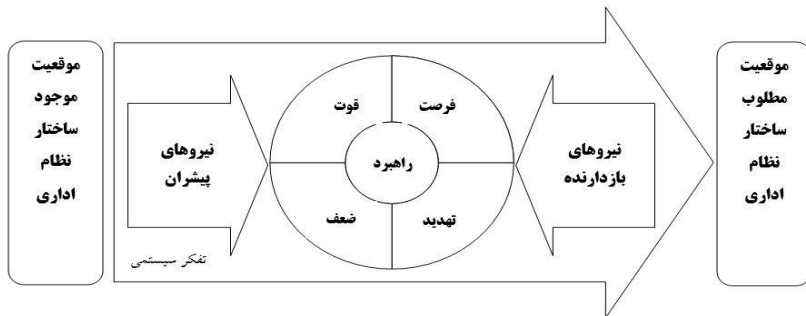 موقعیت
موجود
ساختار
نظام
اداری
نیروهای
پیشران
قوت
فرصت
راهبرد
ضعف
تهدید
نیروهای
بازدارنده
موقعیت
مطلوب
ساختار
نظام
اداری
تفکر سیستمی